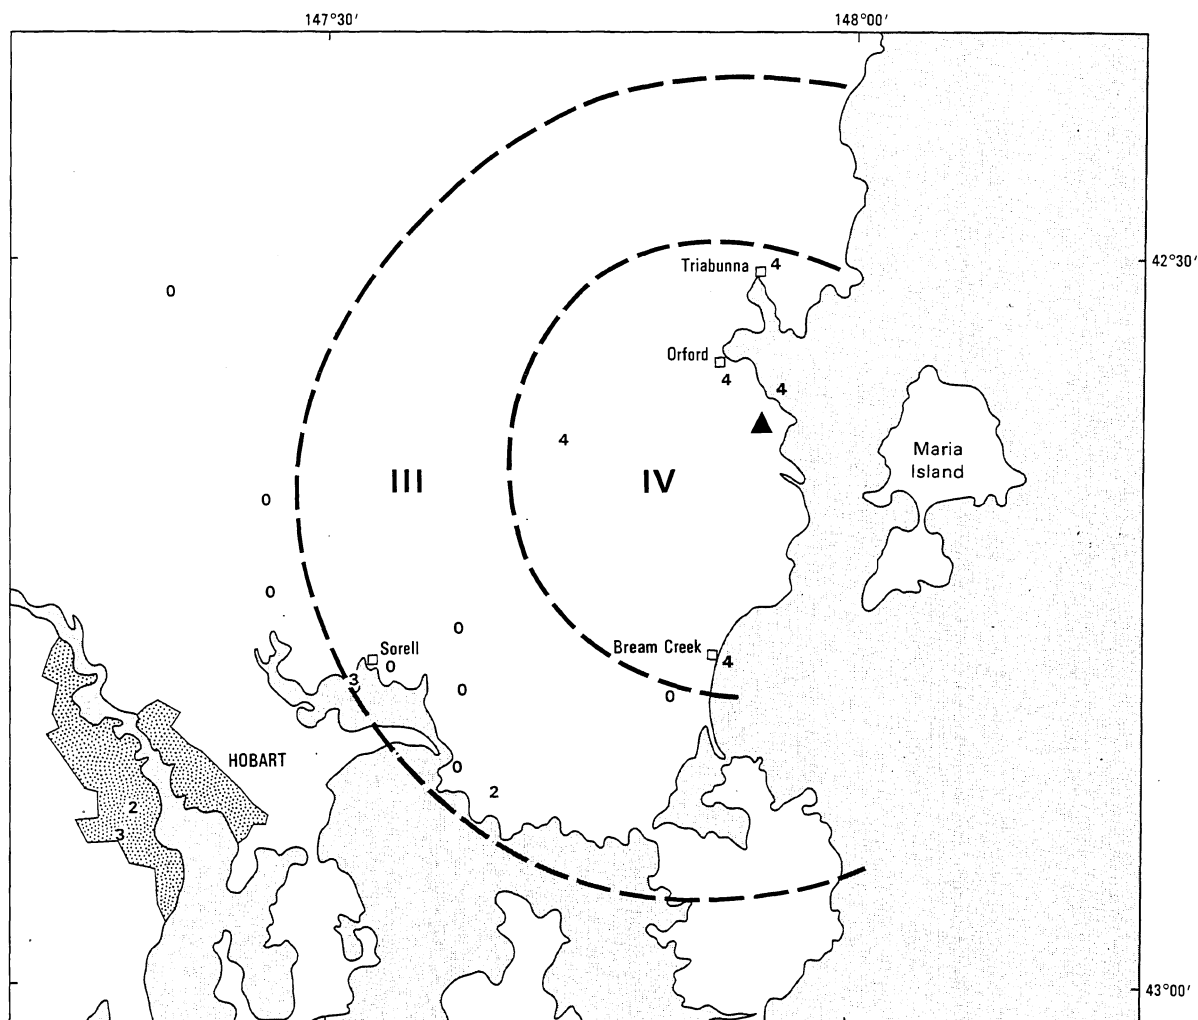 147°30′ 148°00′
Triabunna 4
42°30′
0
Orford
4 4
4
Maria
Island
III IV
0
0
0
Sorell
0
Bream Creek
4
3
0
0
HOBART
0
2
2
3
43°00′